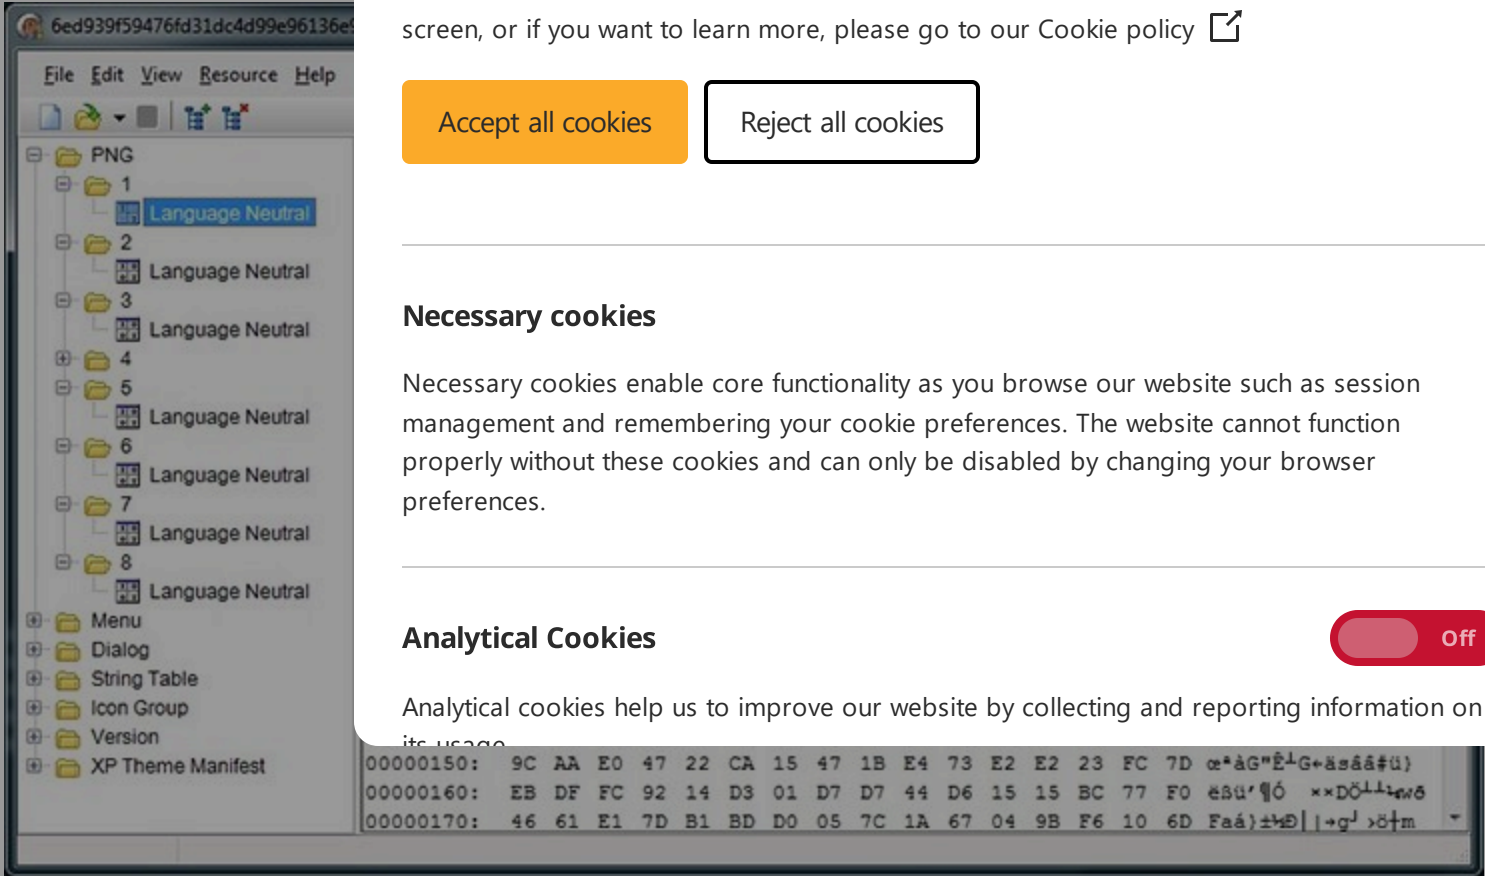 6ed939f59476fd31dc4d99e96136e9
File Edit View Resource Help
PNG
1
Language Neutral
2
Language Neutral
3
Language Neutral
4
5
Language Neutral
6
Language Neutral
7
Language Neutral
8
Language Neutral
Menu
Dialog
String Table
Icon Group
Version
XP Theme Manifest
screen, or if you want to learn more, please go to our Cookie policy
Accept all cookies
Reject all cookies
Necessary cookies
Necessary cookies enable core functionality as you browse our website such as session
management and remembering your cookie preferences. The website cannot function
properly without these cookies and can only be disabled by changing your browser
preferences.
Analytical Cookies
Off
Analytical cookies help us to improve our website by collecting and reporting information on
its usage
00000150: 9C AA E0 47 22 CA 15 47 1B E4 73 E2 E2 23 FC 7D
00000160: EB DF FC 92 14 D3 01 D7 D7 44 D6 15 15 BC 77 F0
00000170: 46 61 E1 7D B1 BD D0 05 7C 1A 67 04 9B F6 10 6D